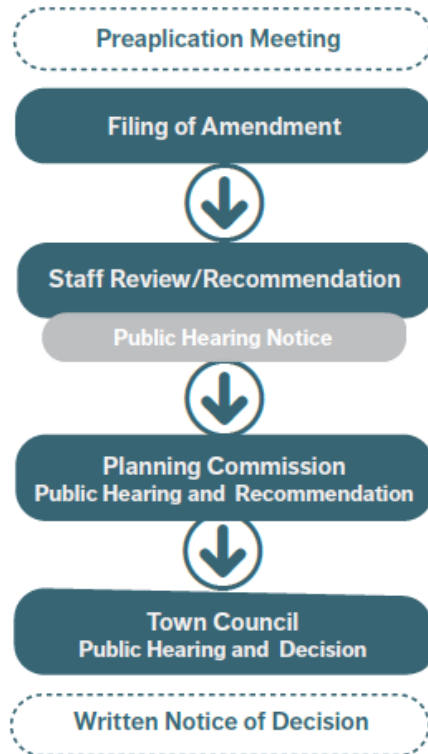 Preaplication Meeting
Filing of Amendment
Staff Review/Recommendation
Public Hearing Notice
Planning Commission
Public Hearing and Recommendation
Town Council
Public Hearing and Decision
Written Notice of Decision